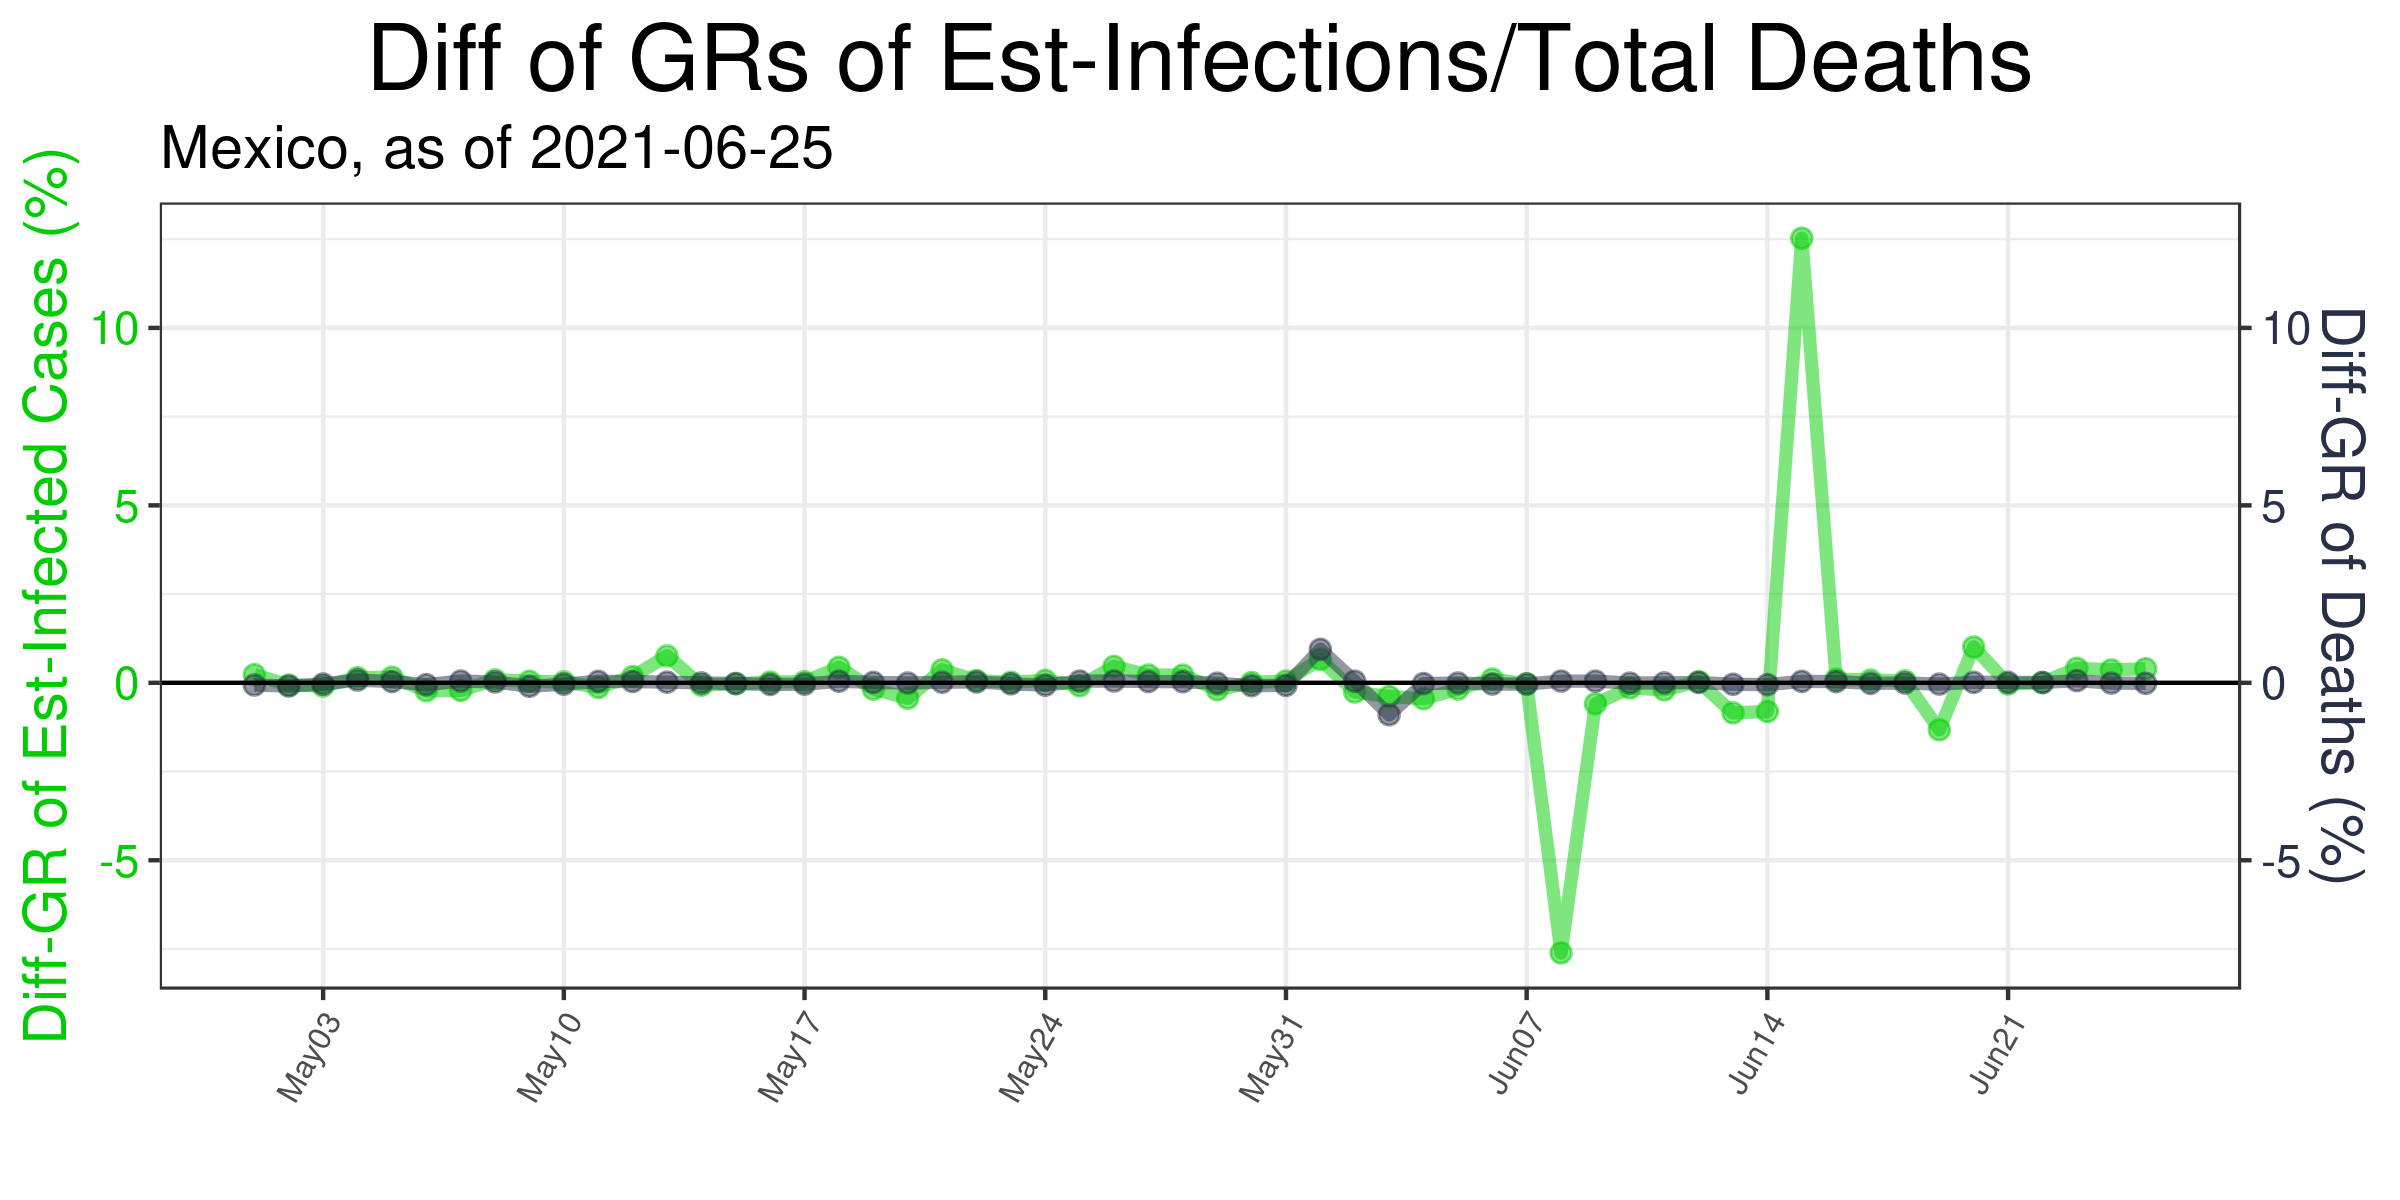 Diff of GRs of Est-Infections/Total Deaths
Mexico, as of 2021-06-25
Diff-GR of Est-Infected Cases (%)
10
5
0
-5
10
5
0
-5
Diff-GR of Deaths (%)
May03
May10
May17
May24
May31
Jun07
Jun14
Jun21